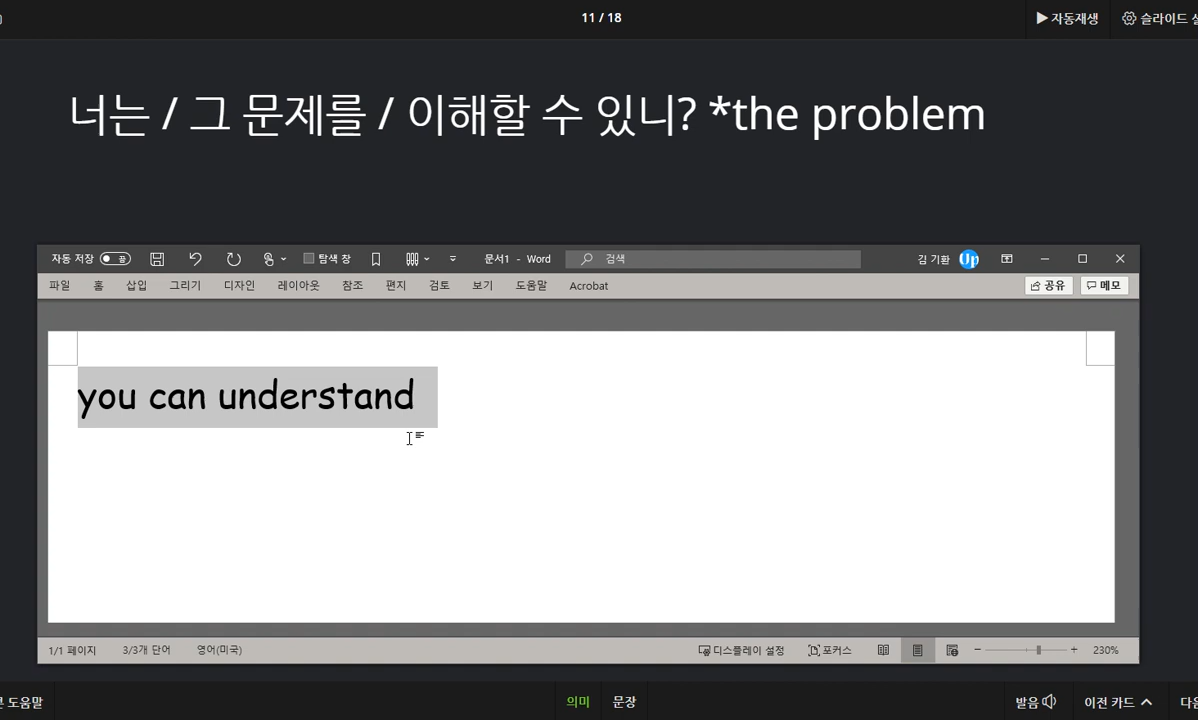 11 / 18
▶ 자동재생
슬라이드
너는 / 그 문제를 / 이해할 수 있니? *the problem
자동 저장 끔
탐색 창
문서1 - Word
검색
김 기환
Up
파일 홈 삽입 그리기 디자인 레이아웃 참조 편지 검토 보기 도움말 Acrobat
공유 메모
you can understand
1/1 페이지 3/3개 단어 영어(미국)
디스플레이 설정 포커스 − + 230%
도움말
의미 문장
발음 이전 카드